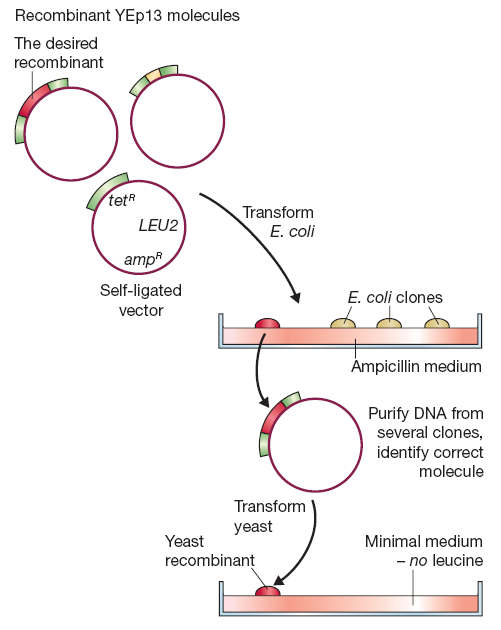 Recombinant YEp13 molecules
The desired
recombinant
tetR
LEU2
ampR
Self-ligated
vector
Transform
E. coli
E. coli clones
Ampicillin medium
Purify DNA from
several clones,
identify correct
molecule
Transform
yeast
Yeast
recombinant
Minimal medium
– no leucine